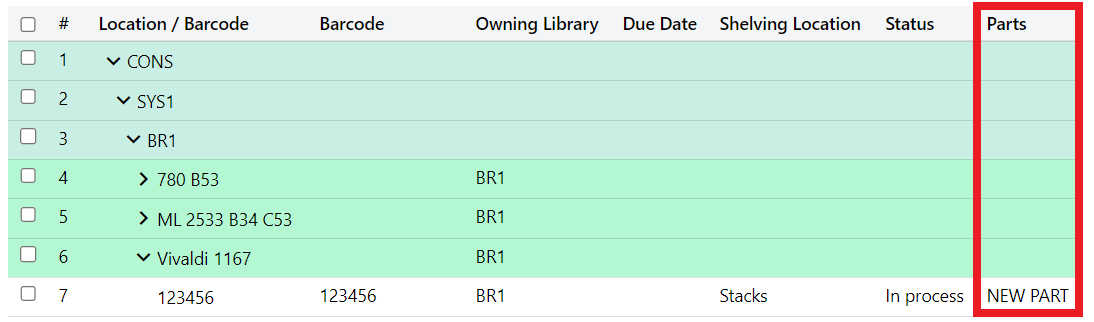 # Location / Barcode Barcode Owning Library Due Date Shelving Location Status Parts
1 CONS
2 SYS1
3 BR1
4 780 B53 BR1
5 ML 2533 B34 C53 BR1
6 Vivaldi 1167 BR1
7 123456 123456 BR1 Stacks In process NEW PART